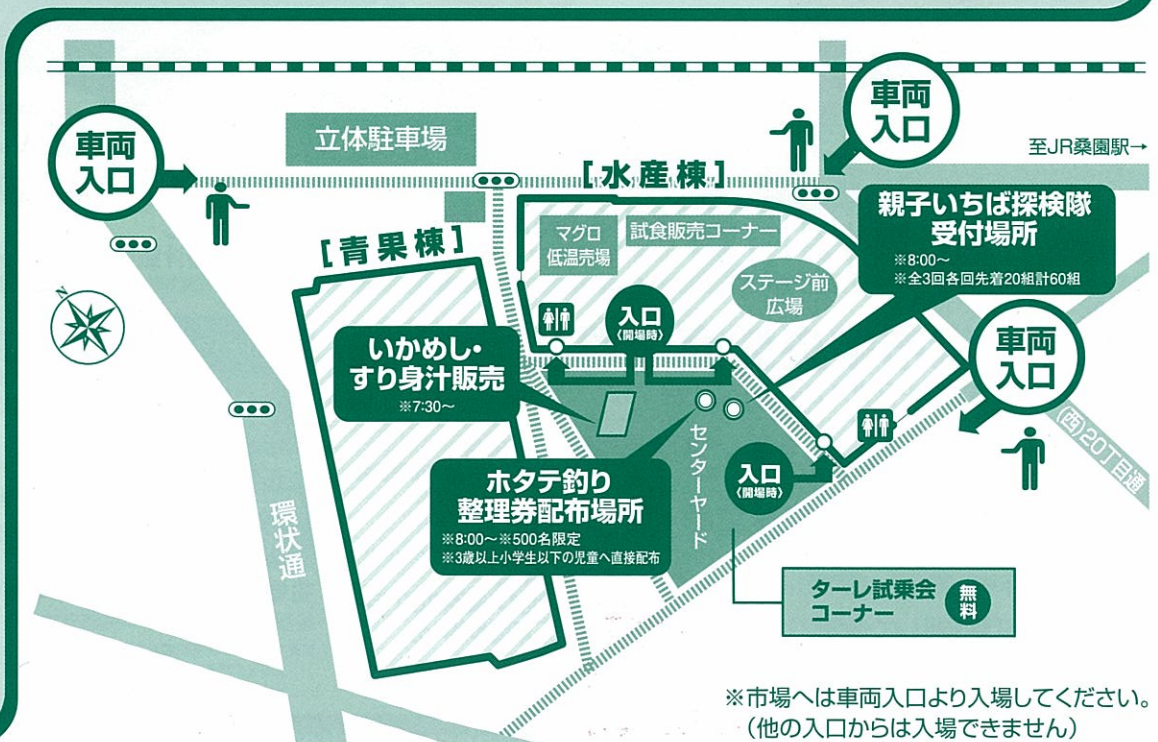 車両
入口
立体駐車場
車両
入口
至JR桑園駅→
[水産棟]
親子いちば探検隊
受付場所
※8:00〜
※全3回各回先着20組計60組
[青果棟]
マグロ
低温売場
試食販売コーナー
ステージ前
広場
N
入口
〈開場時〉
いかめし・
すり身汁販売
※7:30〜
車両
入口
(西)20丁目通
ホタテ釣り
整理券配布場所
※8:00〜※500名限定
※3歳以上小学生以下の児童へ直接配布
センターヤード
入口
〈開場時〉
環状通
ターレ試乗会
コーナー
無料
※市場へは車両入口より入場してください。
(他の入口からは入場できません)